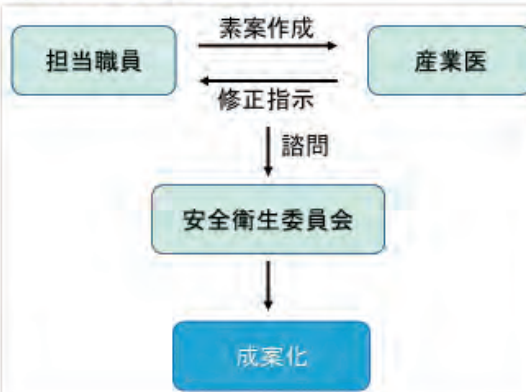 素案作成
担当職員
産業医
修正指示
諮問
安全衛生委員会
成案化